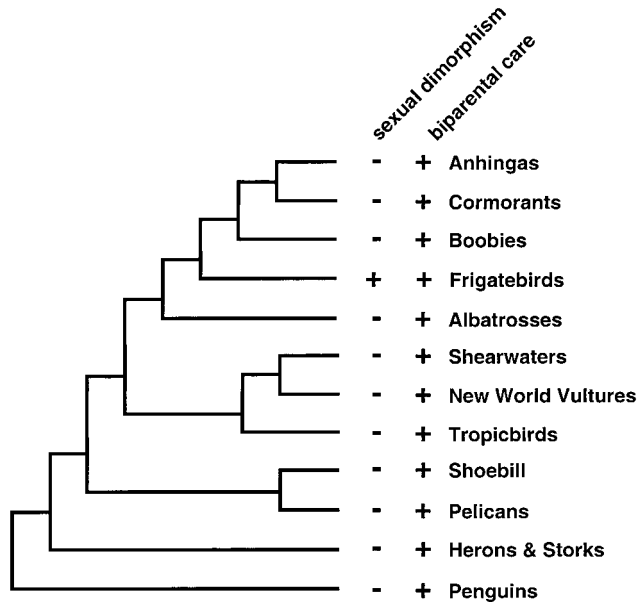 sexual dimorphism
biparental care
- + Anhingas
- + Cormorants
- + Boobies
+ + Frigatebirds
- + Albatrosses
- + Shearwaters
- + New World Vultures
- + Tropicbirds
- + Shoebill
- + Pelicans
- + Herons & Storks
- + Penguins